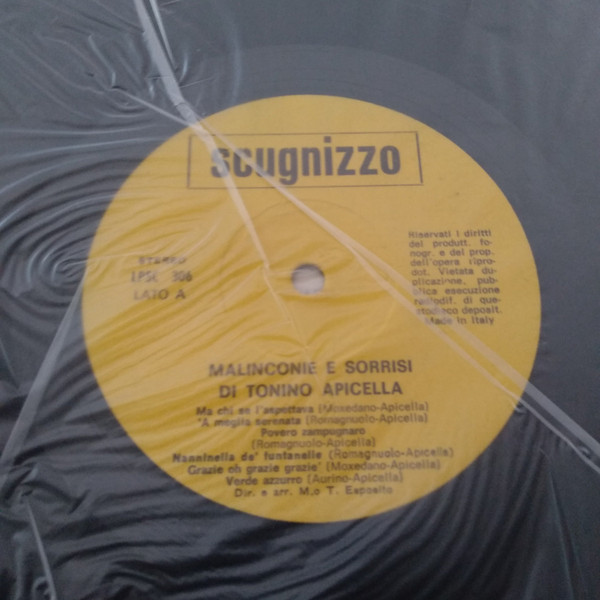 scugnizzo
STEREO
LPSC 306
LATO A
Riservati i diritti
del produtt. fo-
nogr. e del prop.
dell'opera ripro-
dot. Vietata du-
plicazione, pub-
blica esecuzione
radiodif. di que-
sto disco deposit.
Made in Italy
MALINCONIE E SORRISI
DI TONINO APICELLA
Ma chi se l'aspettava (Moxedano-Apicella)
'A meglia serenata (Romagnuolo-Apicella)
Povero zampugnaro
(Romagnuolo-Apicella)
Nanninella de' funtanelle (Romagnuolo-Apicella)
Grazie oh grazie grazie' (Moxedano-Apicella)
Verde azzurro (Aurino-Apicella)
Dir. e arr. M.o T. Esposito